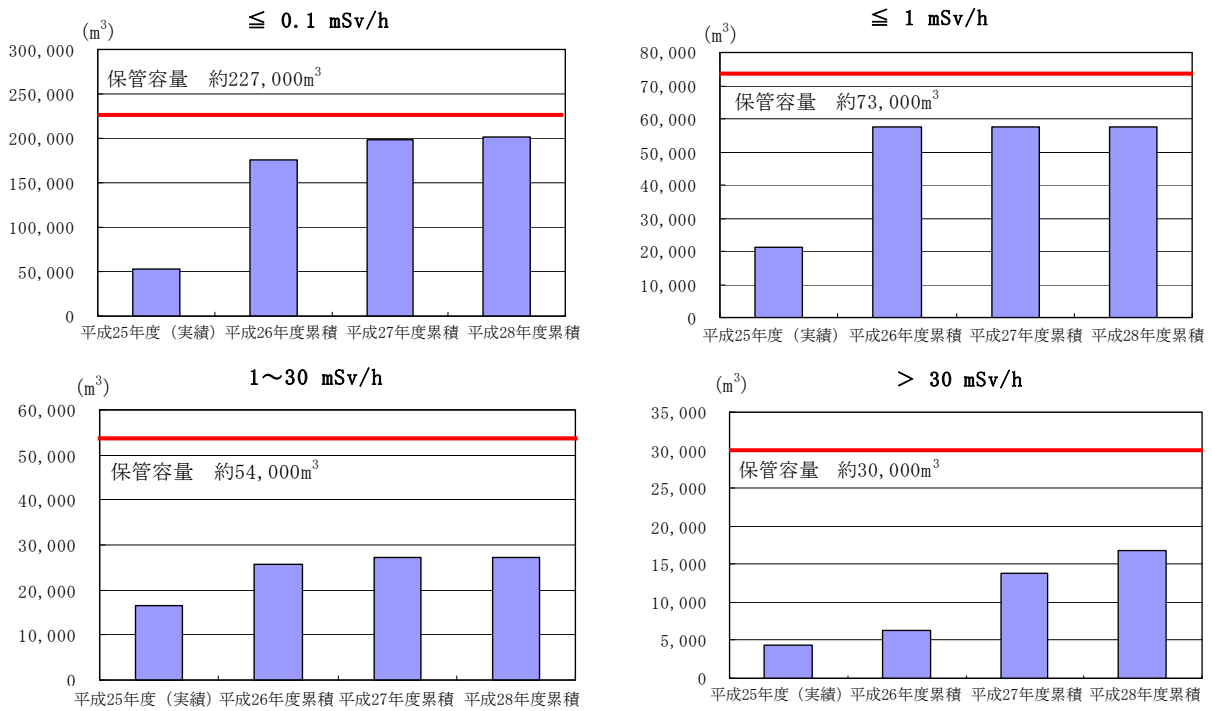 ≦ 0.1 mSv/h
(m³)
300,000
250,000
200,000
150,000
100,000
50,000
0
保管容量 約227,000m³
平成25年度（実績） 平成26年度累積 平成27年度累積 平成28年度累積
≦ 1 mSv/h
(m³)
80,000
70,000
60,000
50,000
40,000
30,000
20,000
10,000
0
保管容量 約73,000m³
平成25年度（実績） 平成26年度累積 平成27年度累積 平成28年度累積
1～30 mSv/h
(m³)
60,000
50,000
40,000
30,000
20,000
10,000
0
保管容量 約54,000m³
平成25年度（実績） 平成26年度累積 平成27年度累積 平成28年度累積
＞ 30 mSv/h
(m³)
35,000
30,000
25,000
20,000
15,000
10,000
5,000
0
保管容量 約30,000m³
平成25年度（実績） 平成26年度累積 平成27年度累積 平成28年度累積